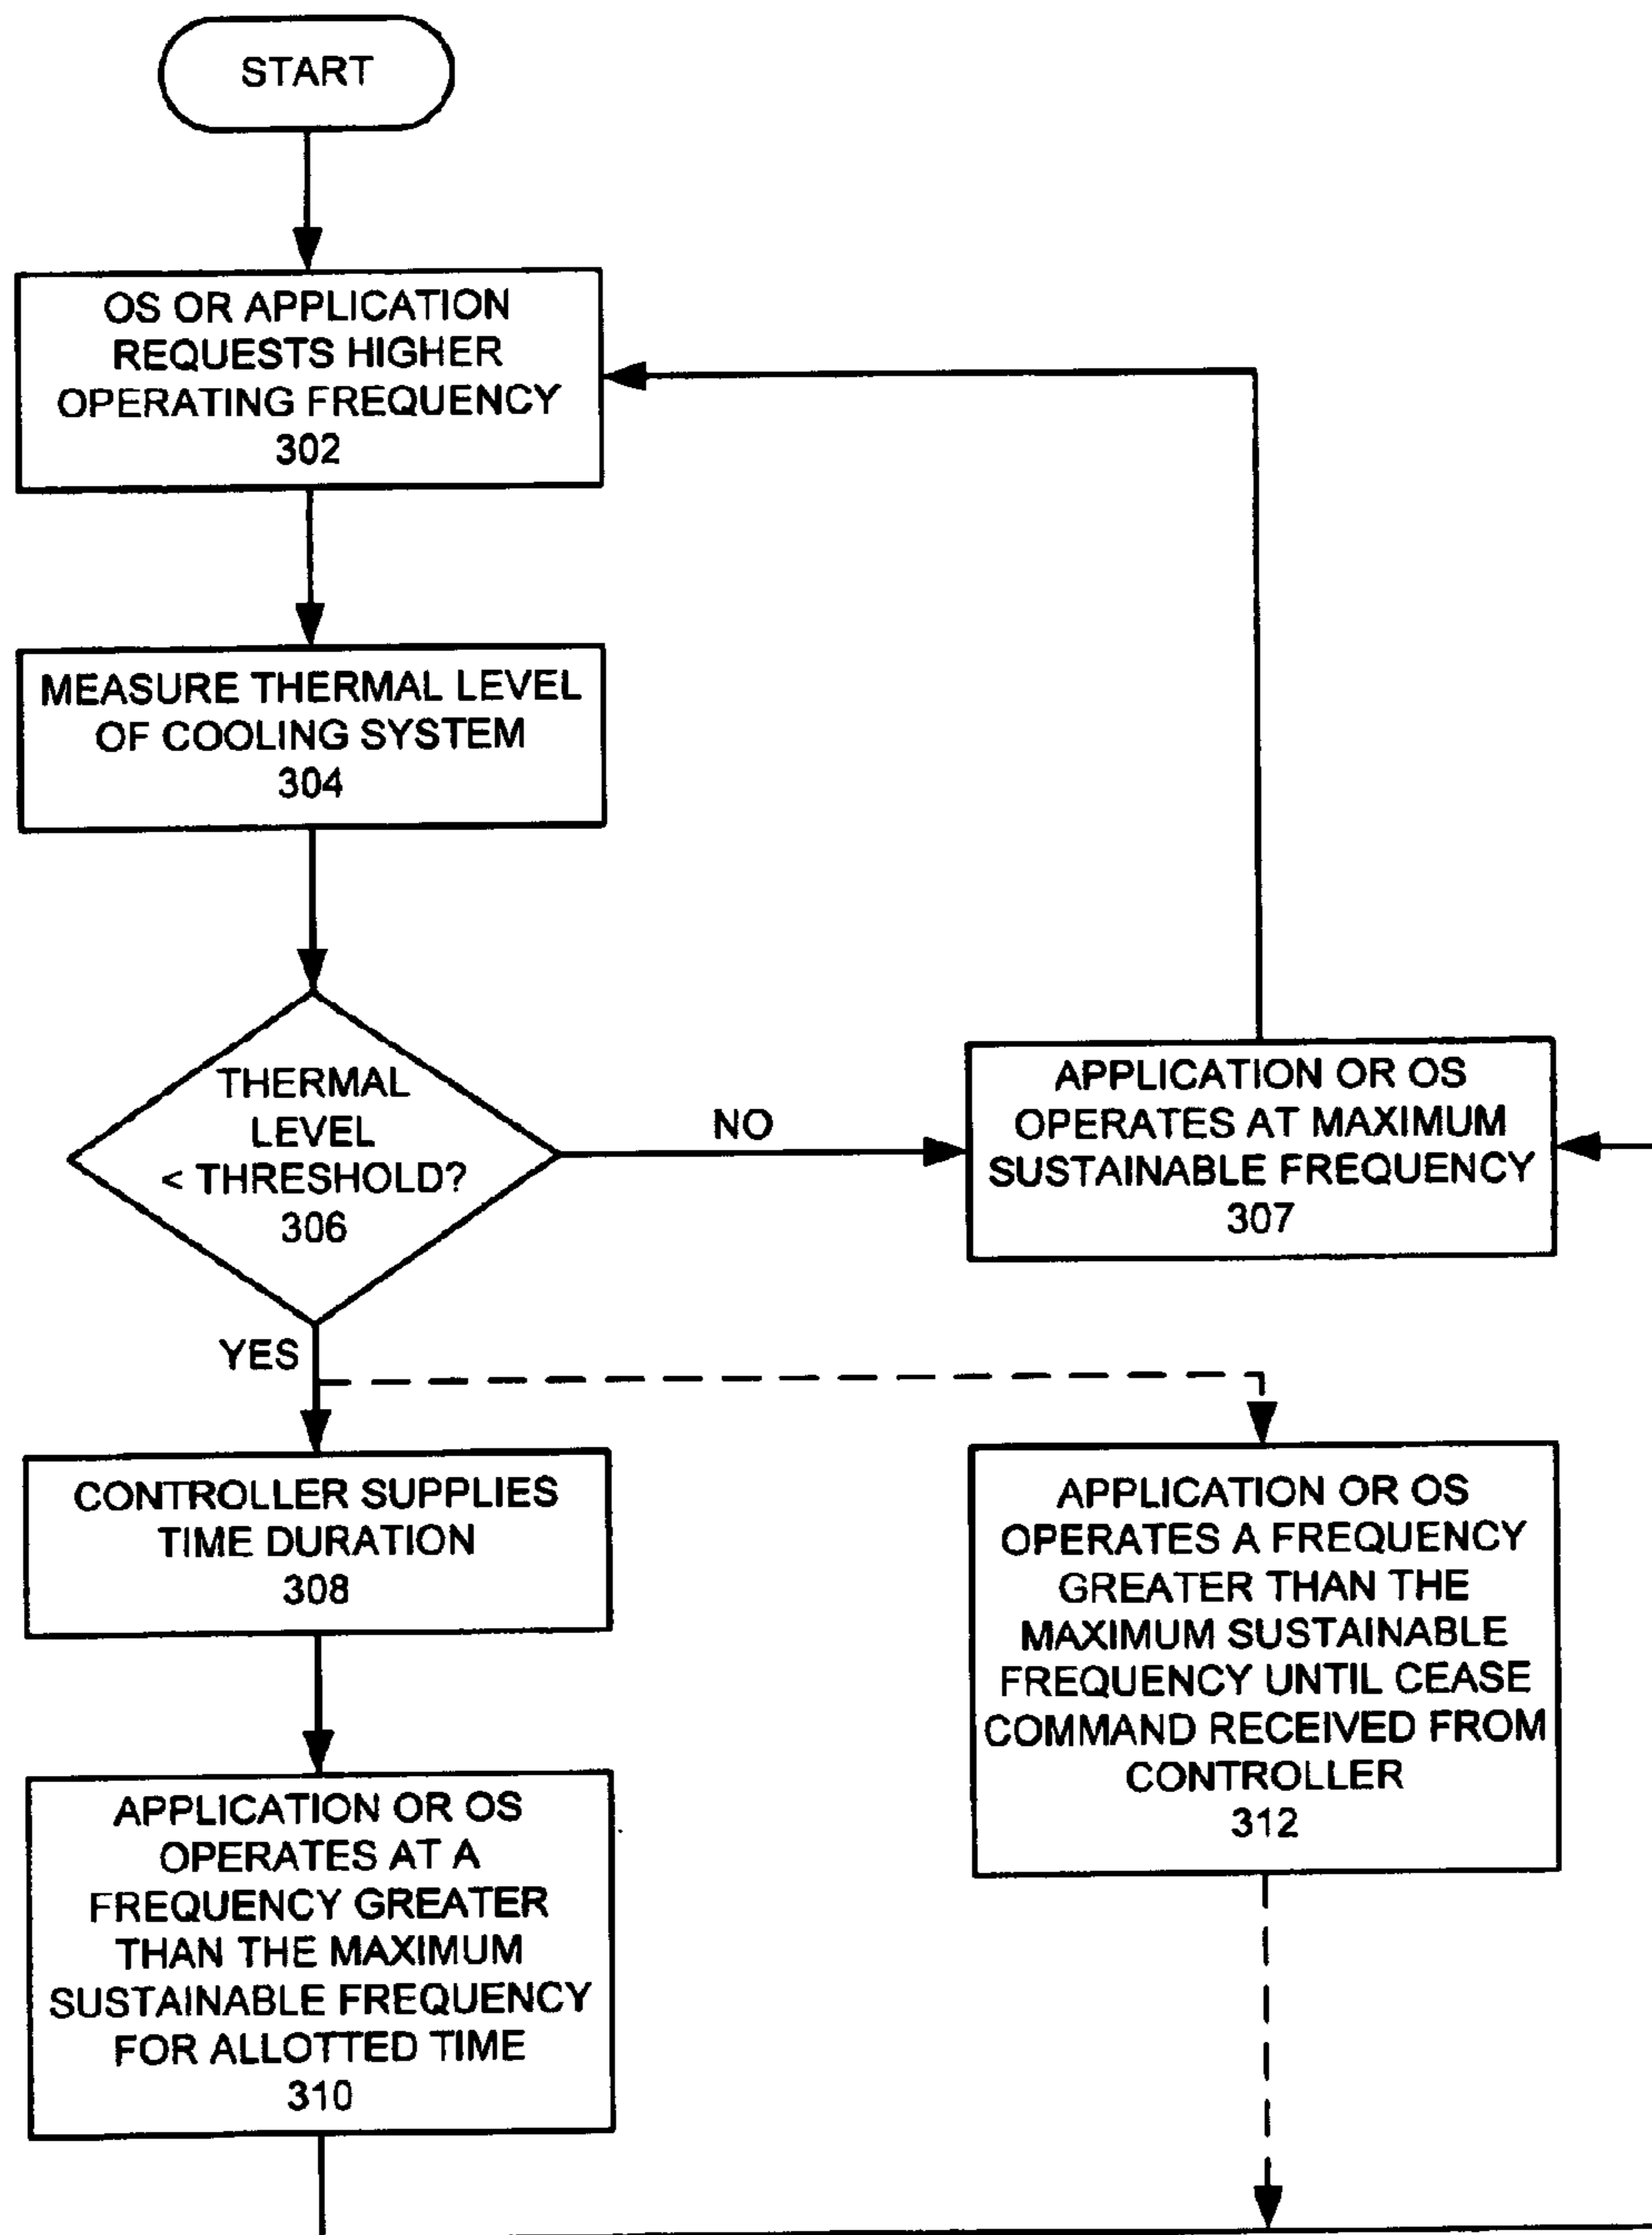 START
OS OR APPLICATION
REQUESTS HIGHER
OPERATING FREQUENCY
302
MEASURE THERMAL LEVEL
OF COOLING SYSTEM
304
THERMAL
LEVEL
< THRESHOLD?
306
NO
APPLICATION OR OS
OPERATES AT MAXIMUM
SUSTAINABLE FREQUENCY
307
YES
CONTROLLER SUPPLIES
TIME DURATION
308
APPLICATION OR OS
OPERATES A FREQUENCY
GREATER THAN THE
MAXIMUM SUSTAINABLE
FREQUENCY UNTIL CEASE
COMMAND RECEIVED FROM
CONTROLLER
312
APPLICATION OR OS
OPERATES AT A
FREQUENCY GREATER
THAN THE MAXIMUM
SUSTAINABLE FREQUENCY
FOR ALLOTTED TIME
310